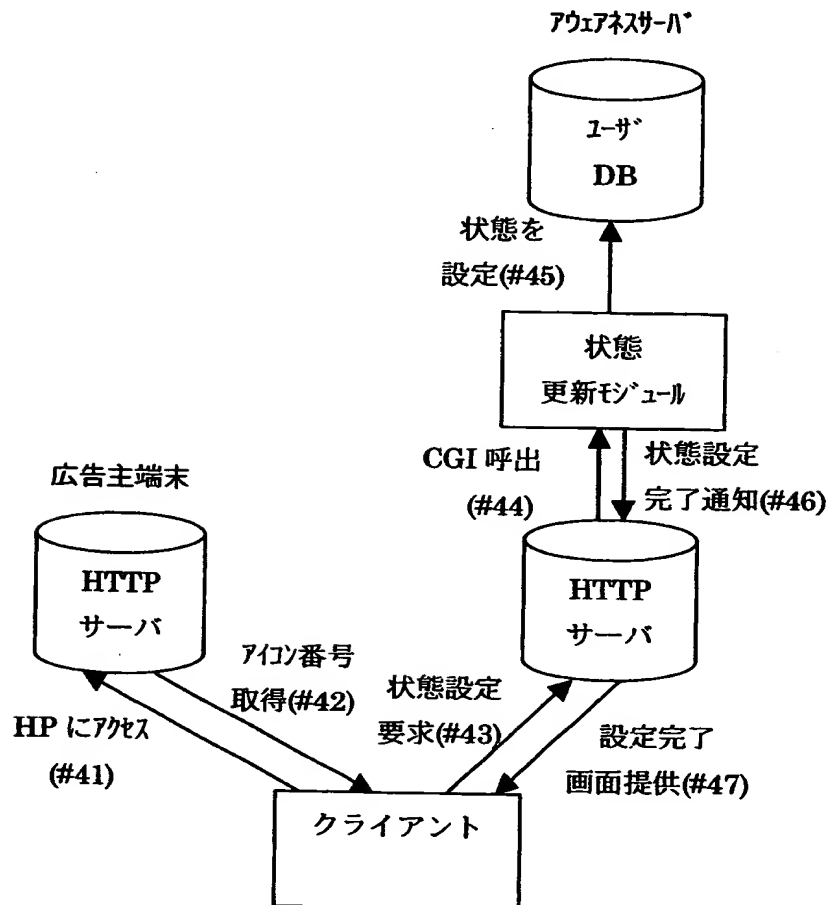 アウェアネスサーバ
ユーザ
DB
状態を
設定(#45)
状態
更新モジュール
CGI 呼出
(#44)
状態設定
完了通知(#46)
広告主端末
HTTP
サーバ
HTTP
サーバ
アイコン番号
取得(#42)
状態設定
要求(#43)
HP にアクセス
(#41)
設定完了
画面提供(#47)
クライアント